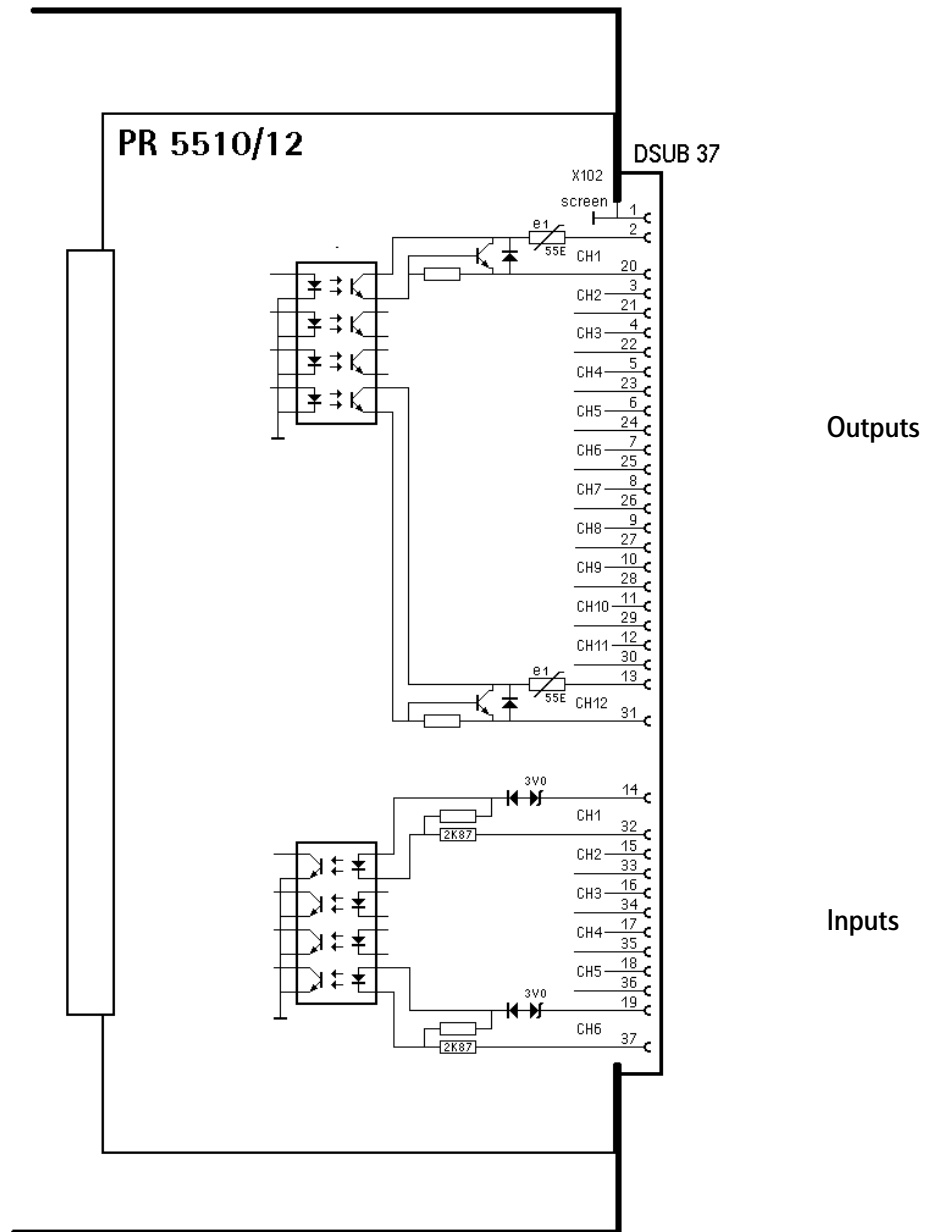 PR 5510/12
DSUB 37
X102
screen
1
e1
2
55E
CH1
20
CH2 3
21
CH3 4
22
CH4 5
23
CH5 6
24
CH6 7
25
CH7 8
26
CH8 9
27
CH9 10
28
CH10 11
29
CH11 12
30
e1
13
55E
CH12
31
Outputs
3V0
14
CH1
2K87
32
CH2 15
33
CH3 16
34
CH4 17
35
CH5 18
36
3V0
19
CH6
2K87
37
Inputs